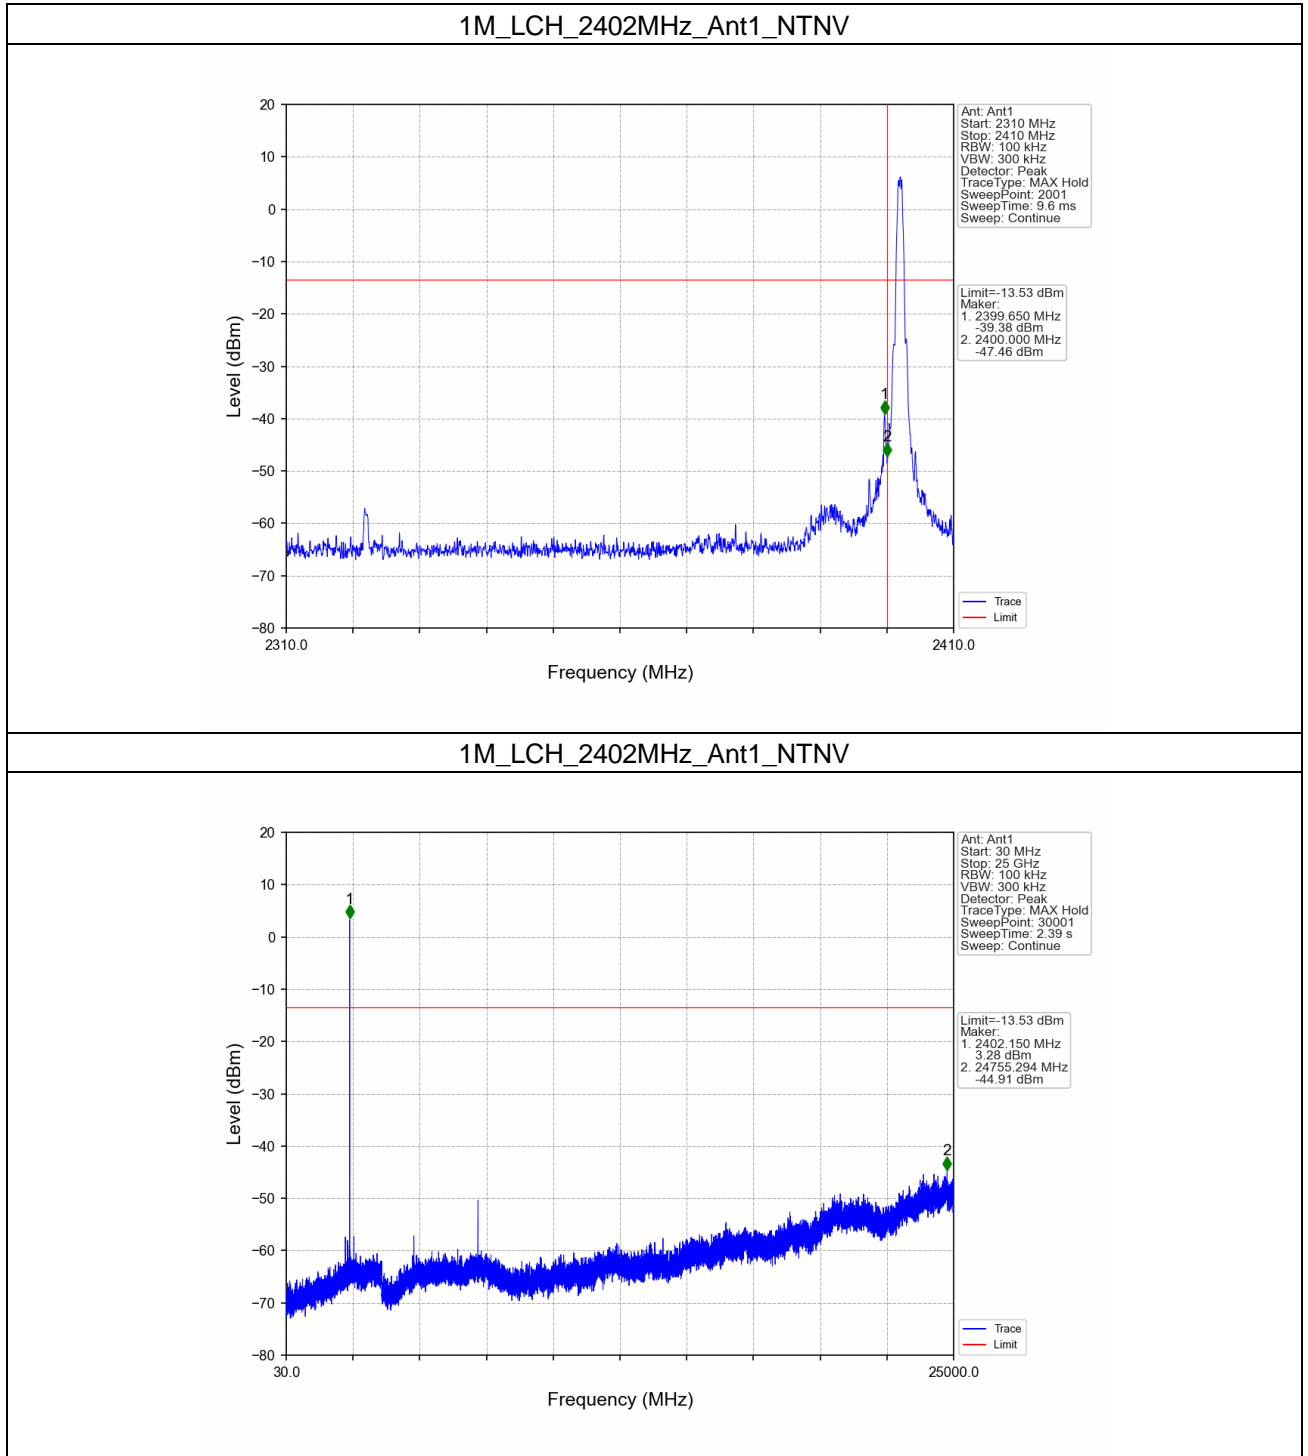 1M_LCH_2402MHz_Ant1_NTNV
20
10
0
−10
−20
−30
−40
−50
−60
−70
−80
Level (dBm)
2310.0
2410.0
Frequency (MHz)
1
2
Ant: Ant1
Start: 2310 MHz
Stop: 2410 MHz
RBW: 100 kHz
VBW: 300 kHz
Detector: Peak
TraceType: MAX Hold
SweepPoint: 2001
SweepTime: 9.6 ms
Sweep: Continue
Limit=-13.53 dBm
Maker:
1. 2399.650 MHz
-39.38 dBm
2. 2400.000 MHz
-47.46 dBm
Trace
Limit
1M_LCH_2402MHz_Ant1_NTNV
20
10
0
−10
−20
−30
−40
−50
−60
−70
−80
Level (dBm)
30.0
25000.0
Frequency (MHz)
1
2
Ant: Ant1
Start: 30 MHz
Stop: 25 GHz
RBW: 100 kHz
VBW: 300 kHz
Detector: Peak
TraceType: MAX Hold
SweepPoint: 30001
SweepTime: 2.39 s
Sweep: Continue
Limit=-13.53 dBm
Maker:
1. 2402.150 MHz
3.28 dBm
2. 24755.294 MHz
-44.91 dBm
Trace
Limit